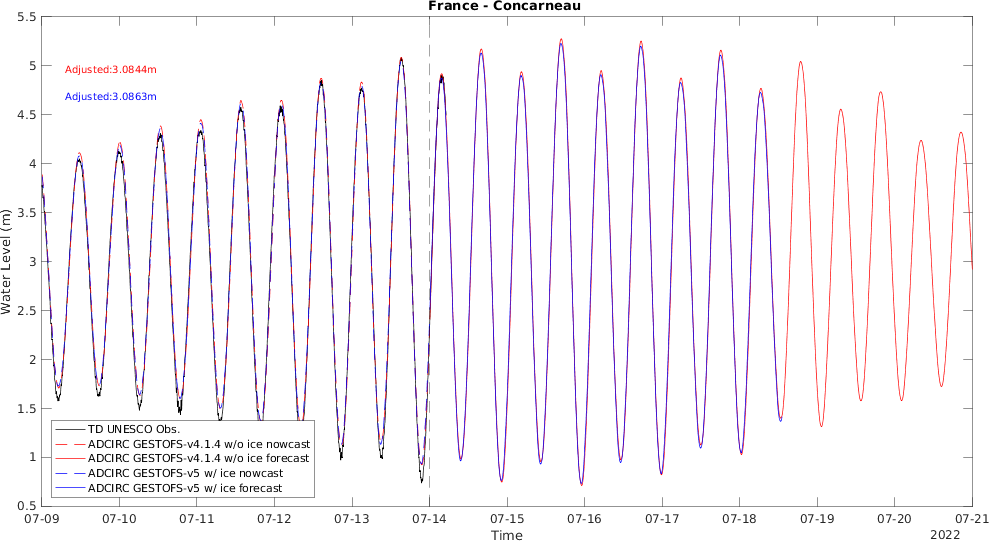 France - Concarneau
Adjusted:3.0844m
Adjusted:3.0863m
5.5
5
4.5
4
3.5
3
2.5
2
1.5
1
0.5
Water Level (m)
TD UNESCO Obs.
ADCIRC GESTOFS-v4.1.4 w/o ice nowcast
ADCIRC GESTOFS-v4.1.4 w/o ice forecast
ADCIRC GESTOFS-v5 w/ ice nowcast
ADCIRC GESTOFS-v5 w/ ice forecast
07-09 07-10 07-11 07-12 07-13 07-14 07-15 07-16 07-17 07-18 07-19 07-20 07-21
Time
2022